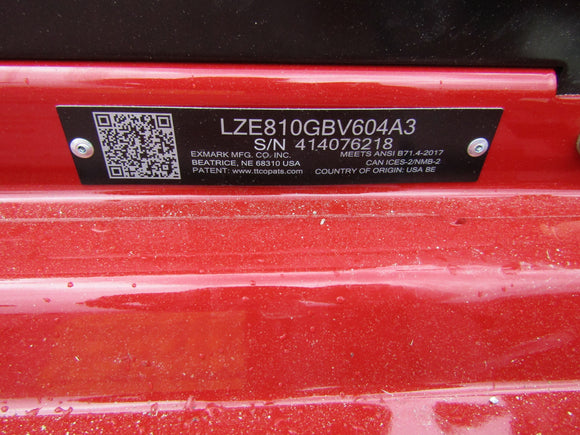 LZE810GBV604A3
S/N 414076218
EXMARK MFG. CO. INC. MEETS ANSI B71.4-2017
BEATRICE, NE 68310 USA CAN ICES-2/NMB-2
PATENT: www.ttcopats.com COUNTRY OF ORIGIN: USA BE